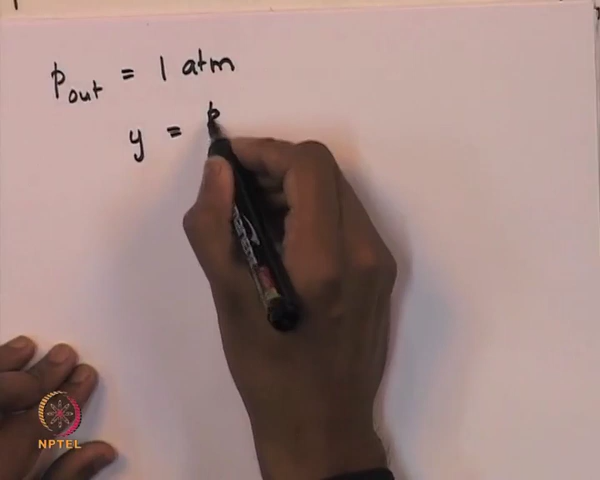 p_out = 1 atm
y = p
NPTEL